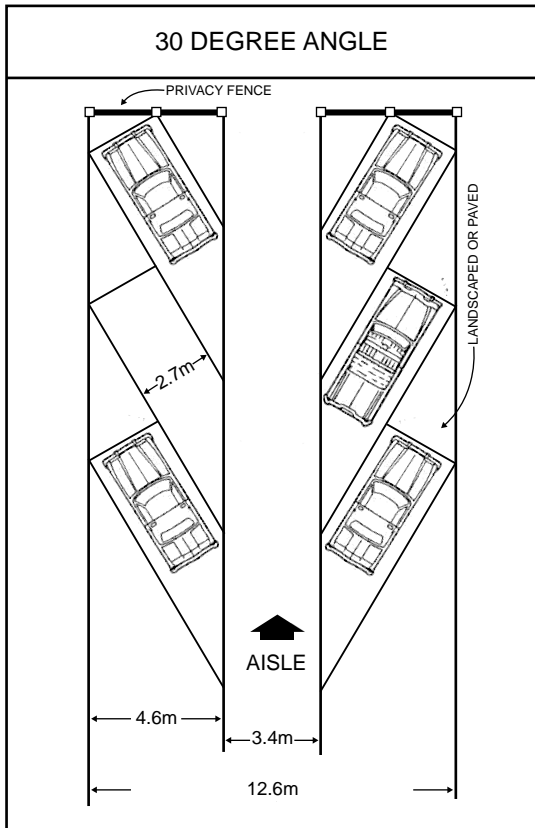 30 DEGREE ANGLE
PRIVACY FENCE
LANDSCAPED OR PAVED
2.7m
AISLE
4.6m
3.4m
12.6m